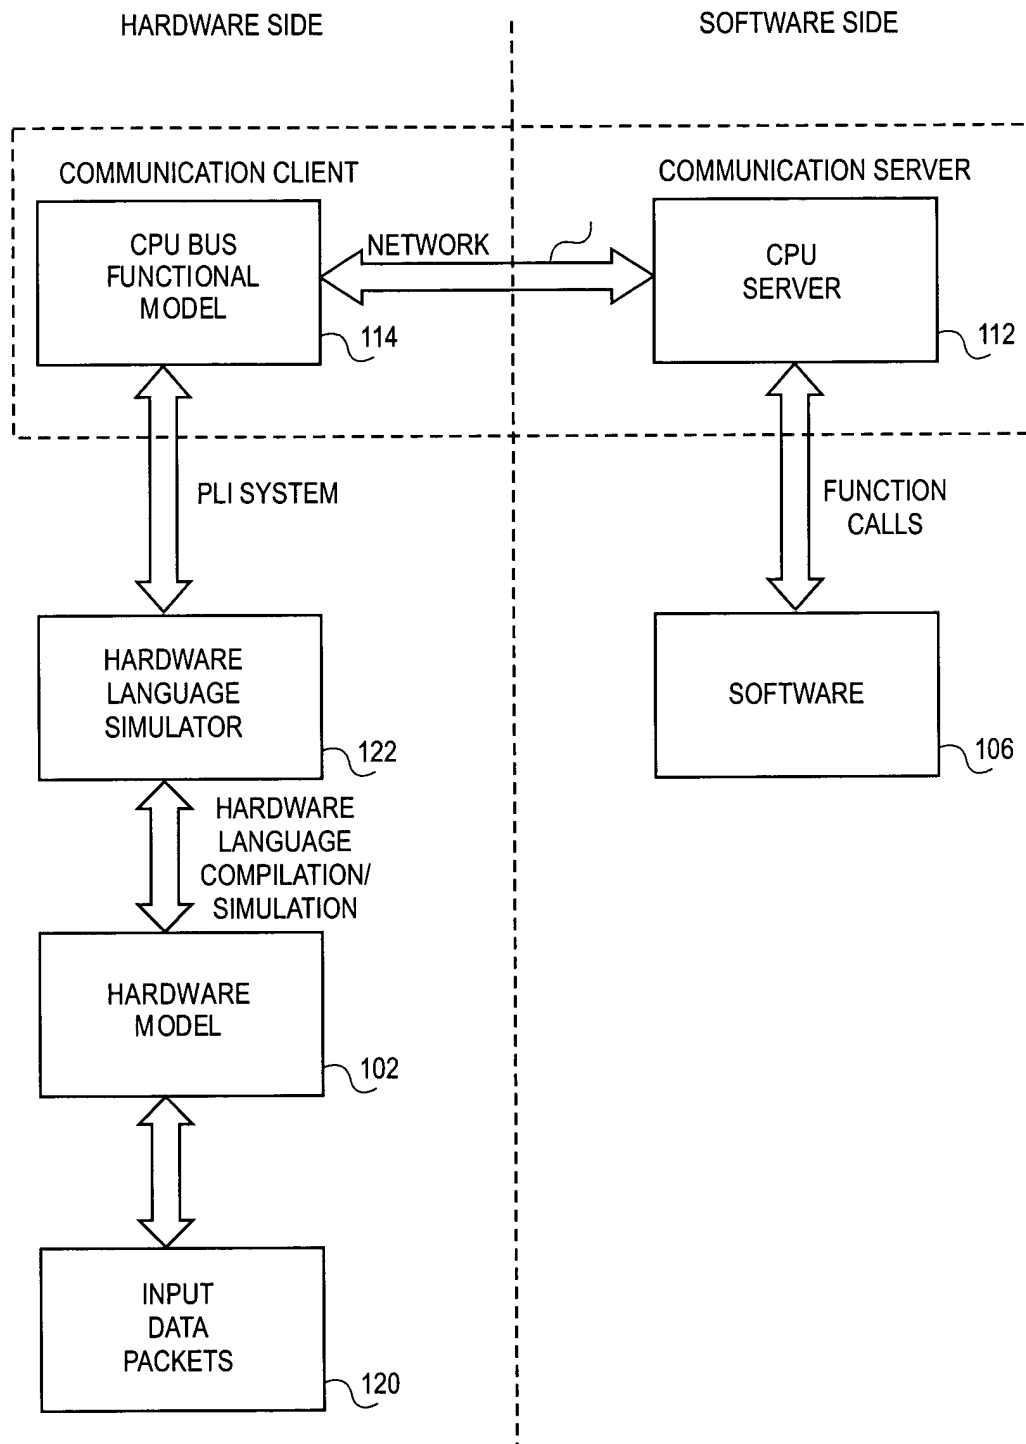 HARDWARE SIDE
SOFTWARE SIDE
COMMUNICATION CLIENT
COMMUNICATION SERVER
CPU BUS
FUNCTIONAL
MODEL
114
NETWORK
CPU
SERVER
112
PLI SYSTEM
FUNCTION
CALLS
HARDWARE
LANGUAGE
SIMULATOR
122
SOFTWARE
106
HARDWARE
LANGUAGE
COMPILATION/
SIMULATION
HARDWARE
MODEL
102
INPUT
DATA
PACKETS
120